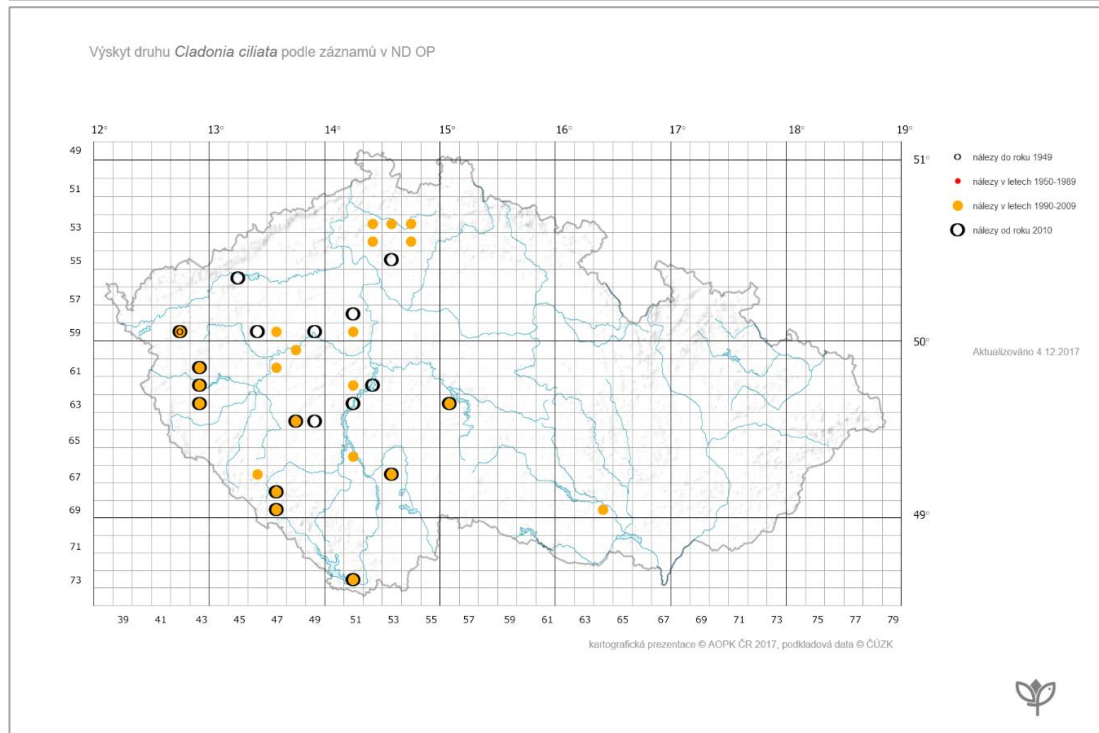 Výskyt druhu Cladonia ciliata podle záznamů v ND OP
12° 13° 14° 15° 16° 17° 18° 19°
49
51°
nálezy do roku 1949
51
nálezy v letech 1950-1989
53
nálezy v letech 1990-2009
nálezy od roku 2010
55
57
59
50°
Aktualizováno 4.12.2017
61
63
65
67
69
49°
71
73
39 41 43 45 47 49 51 53 55 57 59 61 63 65 67 69 71 73 75 77 79
kartografická prezentace © AOPK ČR 2017, podkladová data © ČÚZK